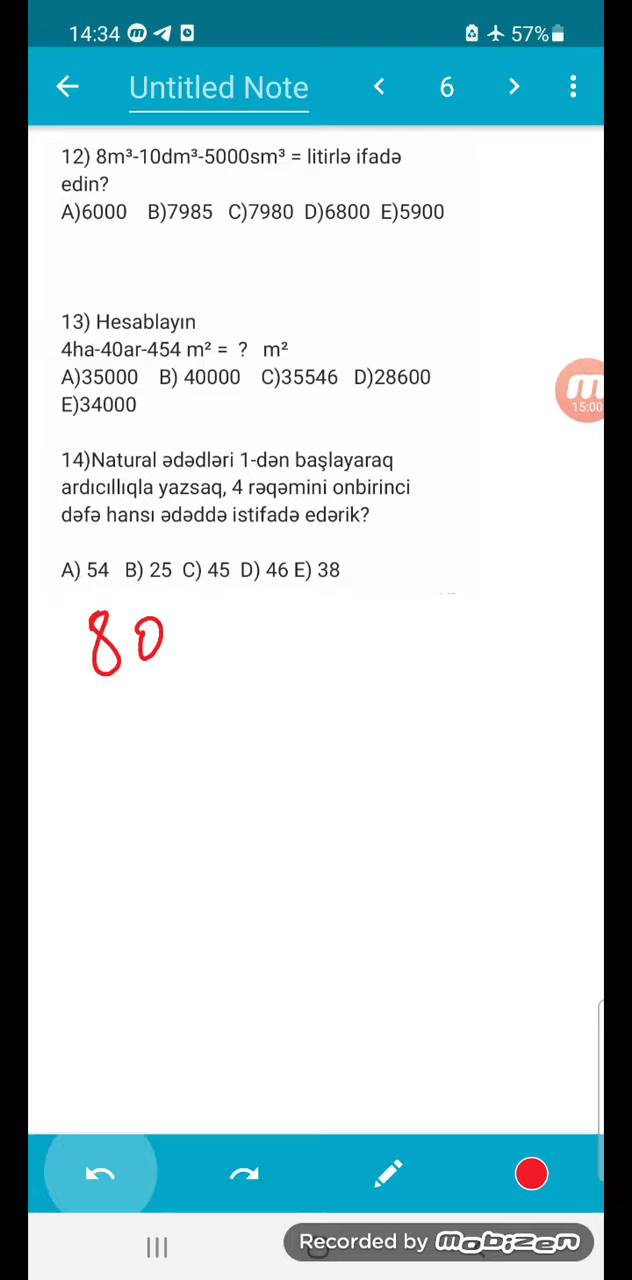 14:34 57%
Untitled Note < 6 >
12) 8m³-10dm³-5000sm³ = litirlə ifadə
edin?
A)6000 B)7985 C)7980 D)6800 E)5900
13) Hesablayın
4ha-40ar-454 m² = ? m²
A)35000 B) 40000 C)35546 D)28600
E)34000
15:00
14)Natural ədədləri 1-dən başlayaraq
ardıcıllıqla yazsaq, 4 rəqəmini onbirinci
dəfə hansı ədəddə istifadə edərik?
A) 54 B) 25 C) 45 D) 46 E) 38
80
Recorded by mobizen